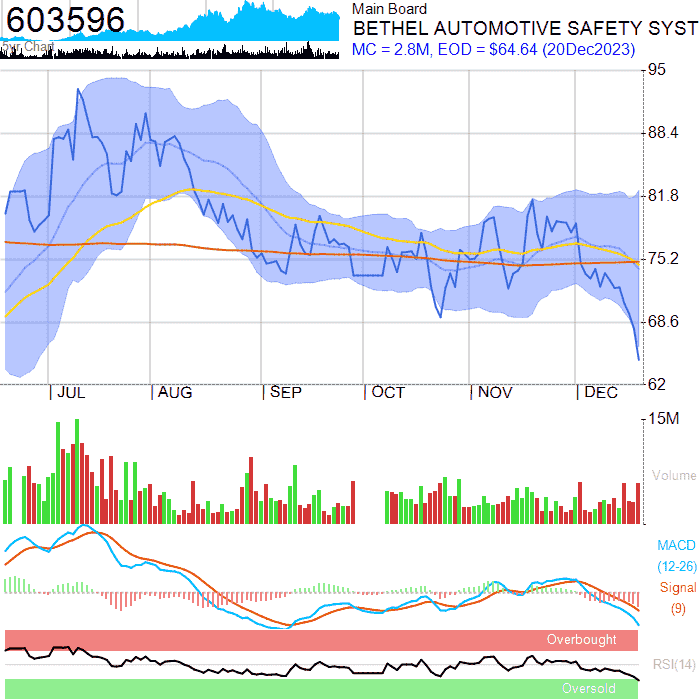 603596
5yr Chart
Main Board
BETHEL AUTOMOTIVE SAFETY SYST
MC = 2.8M, EOD = $64.64 (20Dec2023)
95
88.4
81.8
75.2
68.6
62
JUL AUG SEP OCT NOV DEC
15M
Volume
MACD
(12-26)
Signal
(9)
Overbought
RSI(14)
Oversold